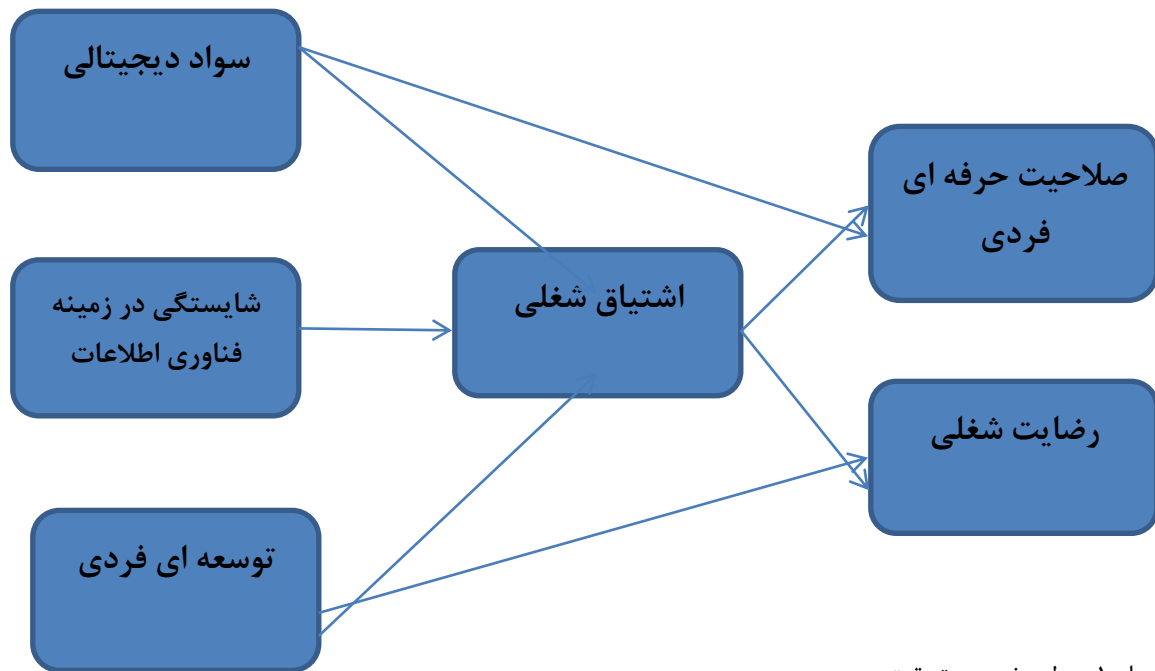 سواد دیجیتالی
صلاحیت حرفه ای
فردی
شایستگی در زمینه
فناوری اطلاعات
اشتیاق شغلی
رضایت شغلی
توسعه ای فردی